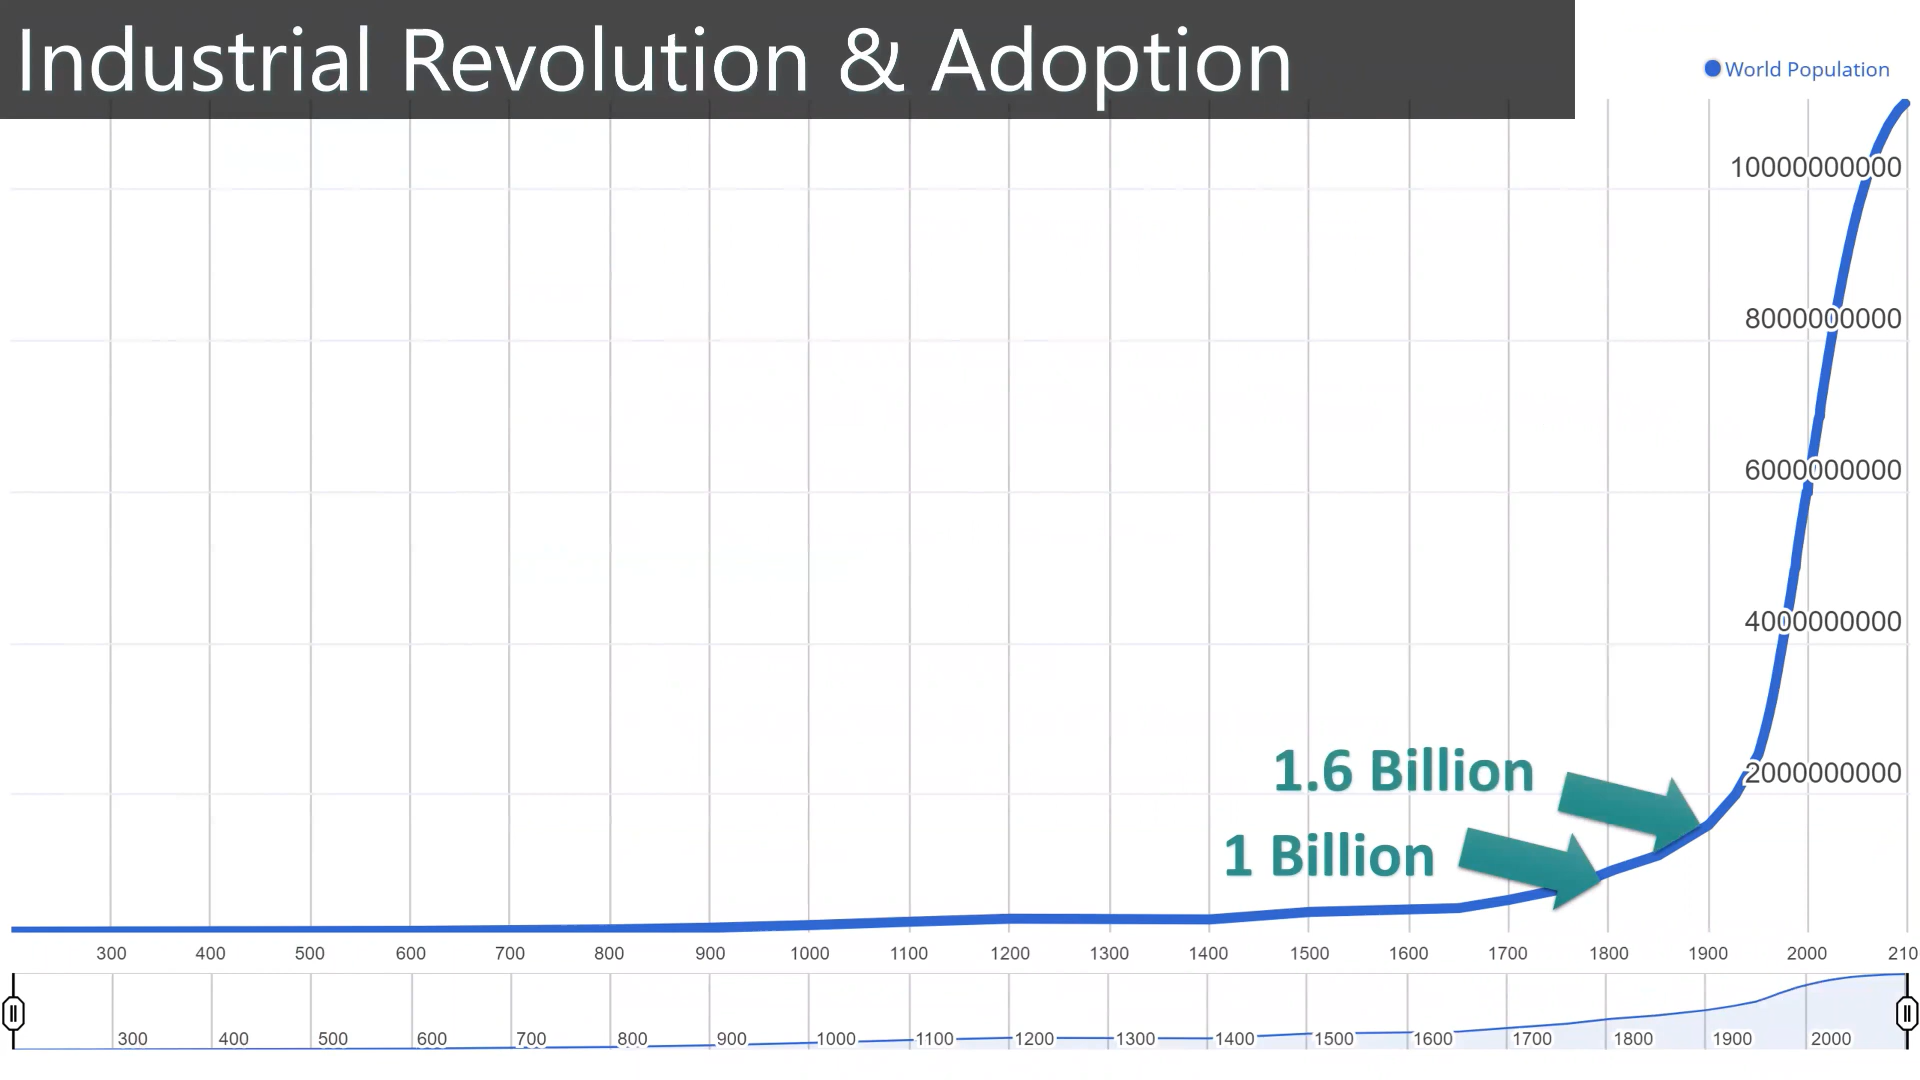 Industrial Revolution & Adoption
World Population
10000000000
8000000000
6000000000
4000000000
2000000000
1.6 Billion
1 Billion
300 400 500 600 700 800 900 1000 1100 1200 1300 1400 1500 1600 1700 1800 1900 2000 210
300 400 500 600 700 800 900 1000 1100 1200 1300 1400 1500 1600 1700 1800 1900 2000